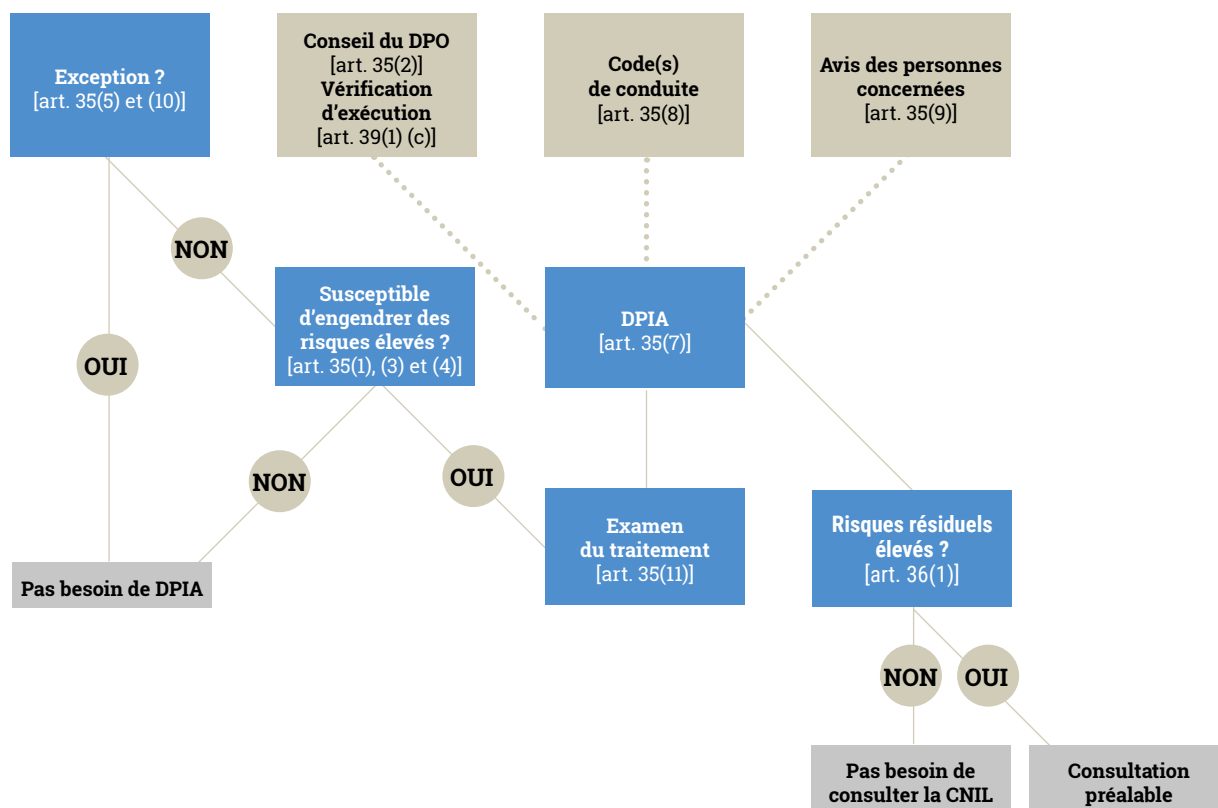 Exception ?
[art. 35(5) et (10)]
Conseil du DPO
[art. 35(2)]
Vérification
d'exécution
[art. 39(1) (c)]
Code(s)
de conduite
[art. 35(8)]
Avis des personnes
concernées
[art. 35(9)]
NON
OUI
Susceptible
d'engendrer des
risques élevés ?
[art. 35(1), (3) et (4)]
DPIA
[art. 35(7)]
NON
OUI
Pas besoin de DPIA
Examen
du traitement
[art. 35(11)]
Risques résiduels
élevés ?
[art. 36(1)]
NON
OUI
Pas besoin de
consulter la CNIL
Consultation
préalable